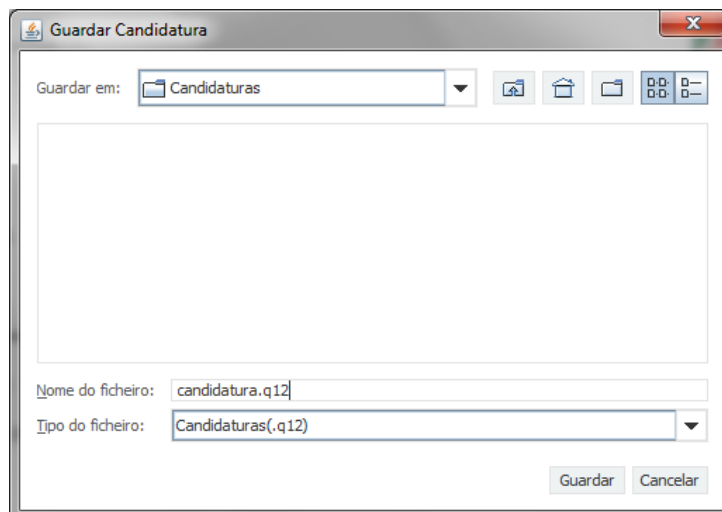 Guardar Candidatura
Guardar em: Candidaturas
Nome do ficheiro: candidatura.q12
Tipo do ficheiro: Candidaturas(.q12)
Guardar Cancelar